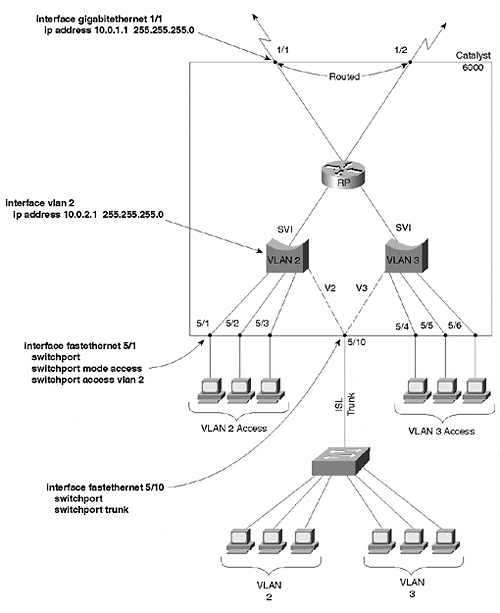 interface gigabitethernet 1/1
ip address 10.0.1.1 255.255.255.0
1/1
1/2
Catalyst
6000
Routed
RP
interface vlan 2
ip address 10.0.2.1 255.255.255.0
SVI
SVI
VLAN 2
VLAN 3
V2
V3
5/1
5/2
5/3
5/4
5/5
5/6
5/10
interface fastethernet 5/1
switchport
switchport mode access
switchport access vlan 2
VLAN 2 Access
ISL
Trunk
VLAN 3 Access
interface fastethernet 5/10
switchport
switchport trunk
VLAN
2
VLAN
3